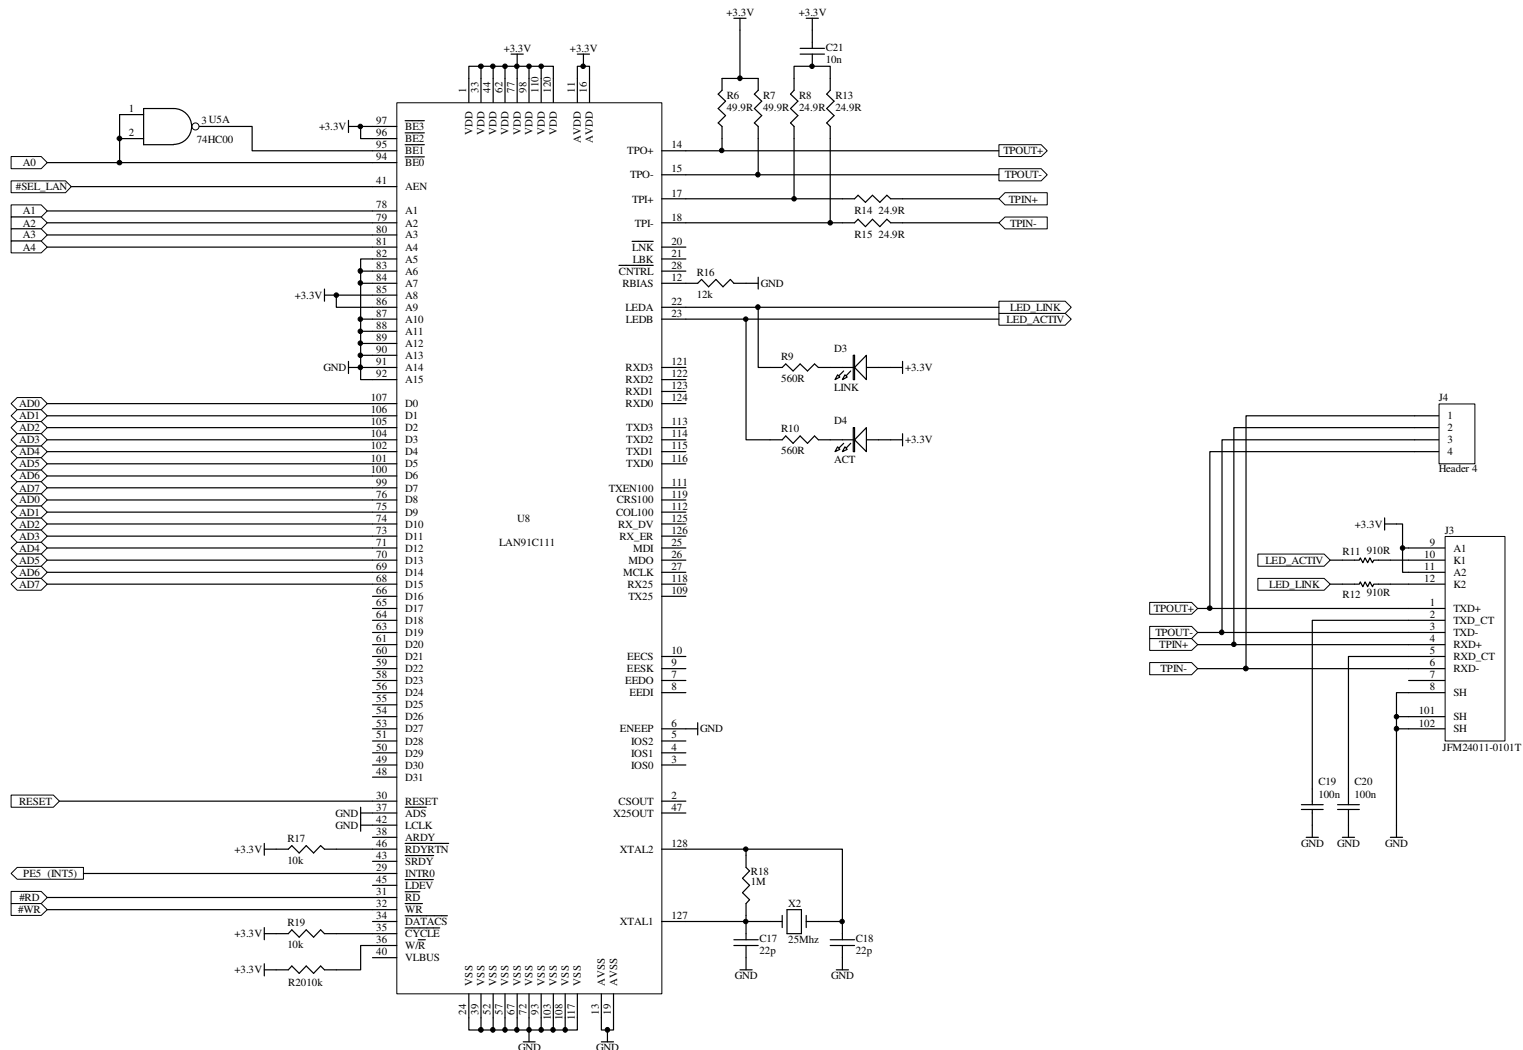 +3.3V
+3.3V
C21
10n
+3.3V
+3.3V
1
33
44
62
77
98
110
120
11
16
VDD
VDD
VDD
VDD
VDD
VDD
VDD
VDD
AVDD
AVDD
R6
49.9R
R7
49.9R
R8
24.9R
R13
24.9R
1
2
3 U5A
74HC00
A0
+3.3V
97 BE3
96 BE2
95 BE1
94 BE0
#SEL_LAN 41 AEN
A1 78 A1
A2 79 A2
A3 80 A3
A4 81 A4
82 A5
83 A6
84 A7
+3.3V 85 A8
86 A9
87 A10
88 A11
89 A12
90 A13
GND 91 A14
92 A15
AD0 107 D0
AD1 106 D1
AD2 105 D2
AD3 104 D3
AD4 102 D4
AD5 101 D5
AD6 100 D6
AD7 99 D7
AD0 76 D8
AD1 75 D9
AD2 74 D10
AD3 73 D11
AD4 71 D12
AD5 70 D13
AD6 69 D14
AD7 68 D15
66 D16
65 D17
64 D18
63 D19
61 D20
60 D21
59 D22
58 D23
56 D24
55 D25
54 D26
53 D27
51 D28
50 D29
49 D30
48 D31
RESET 30 RESET
GND 37 ADS
GND 42 LCLK
38 ARDY
+3.3V R17 10k 46 RDYRTN
43 SRDY
PE5 (INT5) 29 INTR0
45 LDEV
#RD 31 RD
#WR 32 WR
34 DATACS
+3.3V R19 10k 35 CYCLE
36 W/R
40 VLBUS
+3.3V R2010k
U8
LAN91C111
TPO+ 14 TPOUT+
TPO- 15 TPOUT-
TPI+ 17 R14 24.9R TPIN+
TPI- 18 R15 24.9R TPIN-
LNK 20
LBK 21
CNTRL 28
RBIAS 12 R16 12k GND
LEDA 22 LED_LINK
LEDB 23 LED_ACTIV
RXD3 121
RXD2 122
RXD1 123
RXD0 124
R9
560R
D3
LINK
+3.3V
TXD3 113
TXD2 114
TXD1 115
TXD0 116
R10
560R
D4
ACT
+3.3V
TXEN100 111
CRS100 119
COL100 112
RX_DV 125
RX_ER 126
MDI 25
MDO 26
MCLK 27
RX25 118
TX25 109
EECS 10
EESK 9
EEDO 7
EEDI 8
ENEEP 6 GND
IOS2 5
IOS1 4
IOS0 3
CSOUT 2
X25OUT 47
XTAL2 128
R18
1M
XTAL1 127
X2
25Mhz
C17
22p
C18
22p
GND
GND
VSS
VSS
VSS
VSS
VSS
VSS
VSS
VSS
VSS
VSS
AVSS
AVSS
24
39
52
57
67
72
93
103
108
117
13
19
GND
GND
J4
1
2
3
4
Header 4
+3.3V
J3
9 A1
LED_ACTIV R11 910R 10 K1
11 A2
LED_LINK R12 910R 12 K2
TPOUT+ 1 TXD+
2 TXD_CT
TPOUT- 3 TXD-
TPIN+ 4 RXD+
5 RXD_CT
TPIN- 6 RXD-
7
8 SH
101 SH
102 SH
JFM24011-0101T
C19
100n
C20
100n
GND
GND
GND